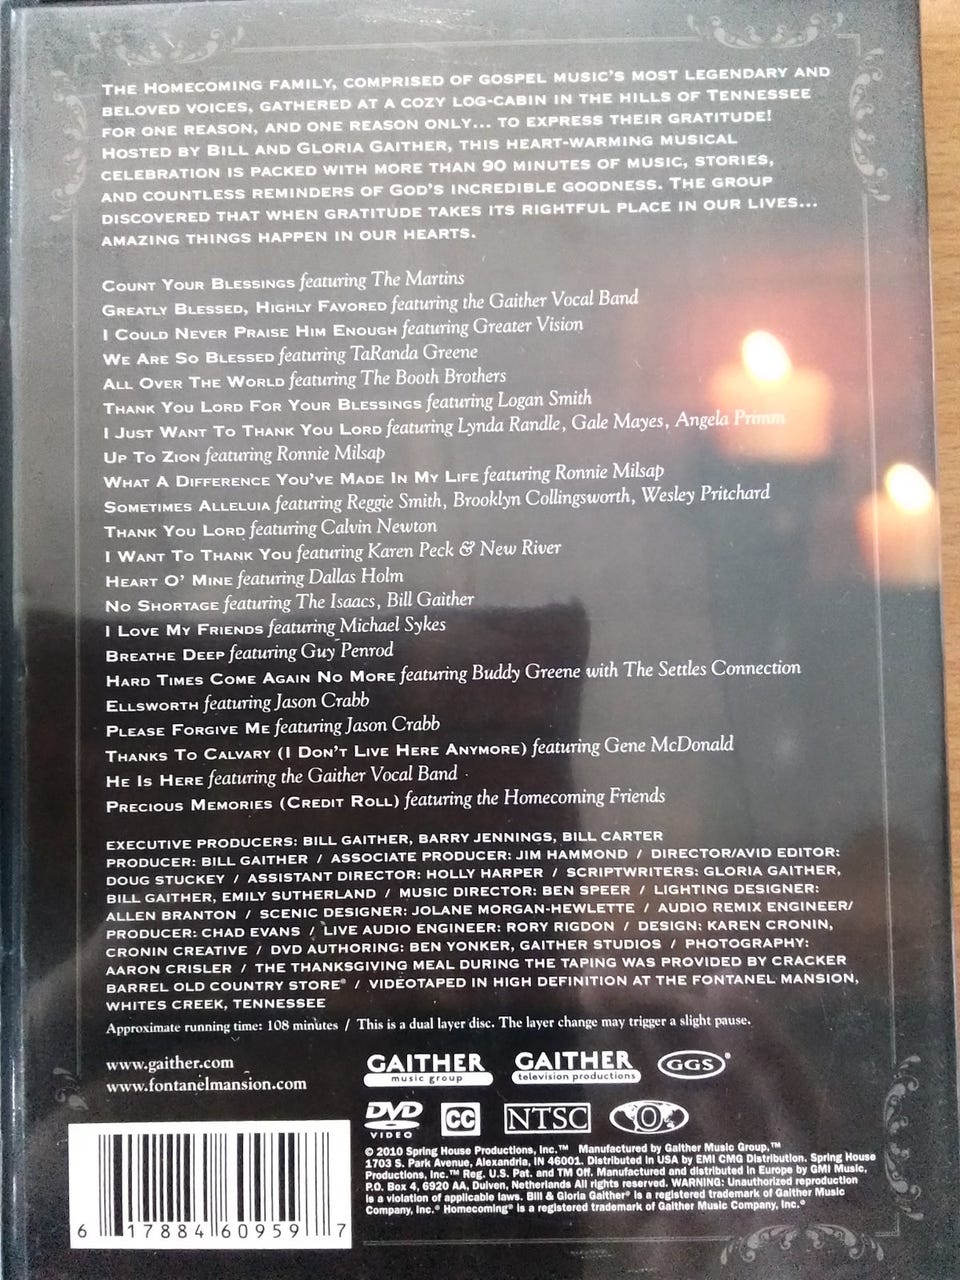 The Homecoming family, comprised of gospel music's most legendary and
beloved voices, gathered at a cozy log-cabin in the hills of Tennessee
for one reason, and one reason only... to express their gratitude!
Hosted by Bill and Gloria Gaither, this heart-warming musical
celebration is packed with more than 90 minutes of music, stories,
and countless reminders of God's incredible goodness. The group
discovered that when gratitude takes its rightful place in our lives...
amazing things happen in our hearts.
Count Your Blessings featuring The Martins
Greatly Blessed, Highly Favored featuring the Gaither Vocal Band
I Could Never Praise Him Enough featuring Greater Vision
We Are So Blessed featuring TaRanda Greene
All Over The World featuring The Booth Brothers
Thank You Lord For Your Blessings featuring Logan Smith
I Just Want To Thank You Lord featuring Lynda Randle, Gale Mayes, Angela Primm
Up To Zion featuring Ronnie Milsap
What A Difference You've Made In My Life featuring Ronnie Milsap
Sometimes Alleluia featuring Reggie Smith, Brooklyn Collingsworth, Wesley Pritchard
Thank You Lord featuring Calvin Newton
I Want To Thank You featuring Karen Peck & New River
Heart O' Mine featuring Dallas Holm
No Shortage featuring The Isaacs, Bill Gaither
I Love My Friends featuring Michael Sykes
Breathe Deep featuring Guy Penrod
Hard Times Come Again No More featuring Buddy Greene with The Settles Connection
Ellsworth featuring Jason Crabb
Please Forgive Me featuring Jason Crabb
Thanks To Calvary (I Don't Live Here Anymore) featuring Gene McDonald
He Is Here featuring the Gaither Vocal Band
Precious Memories (Credit Roll) featuring the Homecoming Friends
EXECUTIVE PRODUCERS: BILL GAITHER, BARRY JENNINGS, BILL CARTER
PRODUCER: BILL GAITHER / ASSOCIATE PRODUCER: JIM HAMMOND / DIRECTOR/AVID EDITOR:
DOUG STUCKEY / ASSISTANT DIRECTOR: HOLLY HARPER / SCRIPTWRITERS: GLORIA GAITHER,
BILL GAITHER, EMILY SUTHERLAND / MUSIC DIRECTOR: BEN SPEER / LIGHTING DESIGNER:
ALLEN BRANTON / SCENIC DESIGNER: JOLANE MORGAN-HEWLETTE / AUDIO REMIX ENGINEER/
PRODUCER: CHAD EVANS / LIVE AUDIO ENGINEER: RORY RIGDON / DESIGN: KAREN CRONIN,
CRONIN CREATIVE / DVD AUTHORING: BEN YONKER, GAITHER STUDIOS / PHOTOGRAPHY:
AARON CRISLER / THE THANKSGIVING MEAL DURING THE TAPING WAS PROVIDED BY CRACKER
BARREL OLD COUNTRY STORE® / VIDEOTAPED IN HIGH DEFINITION AT THE FONTANEL MANSION,
WHITES CREEK, TENNESSEE
Approximate running time: 108 minutes / This is a dual layer disc. The layer change may trigger a slight pause.
www.gaither.com
www.fontanelmansion.com
GAITHER music group
GAITHER television productions
GGS®
DVD VIDEO
CC
NTSC
0
© 2010 Spring House Productions, Inc.™ Manufactured by Gaither Music Group,™
1703 S. Park Avenue, Alexandria, IN 46001. Distributed in USA by EMI CMG Distribution. Spring House
Productions, Inc.™ Reg. U.S. Pat. and TM Off. Manufactured and distributed in Europe by GMI Music,
P.O. Box 4, 6920 AA, Duiven, Netherlands All rights reserved. WARNING: Unauthorized reproduction
is a violation of applicable laws. Bill & Gloria Gaither® is a registered trademark of Gaither Music
Company, Inc.® Homecoming® is a registered trademark of Gaither Music Company, Inc.®
6 17884 60959 7